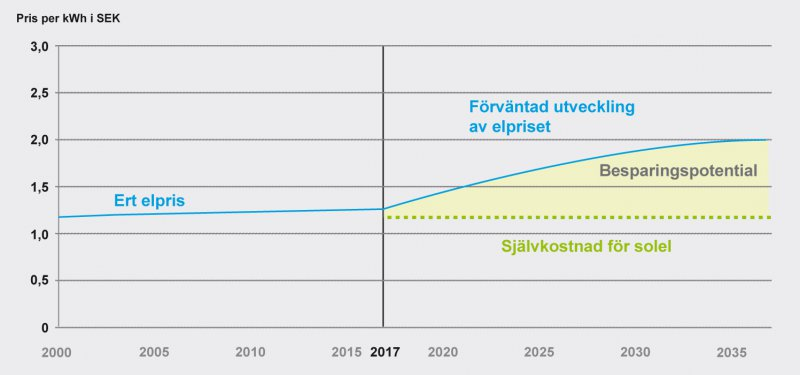 Pris per kWh i SEK
3,0
2,5
2,0
1,5
1,0
0,5
0
Förväntad utveckling
av elpriset
Besparingspotential
Ert elpris
Självkostnad för solel
2000 2005 2010 2015 2017 2020 2025 2030 2035